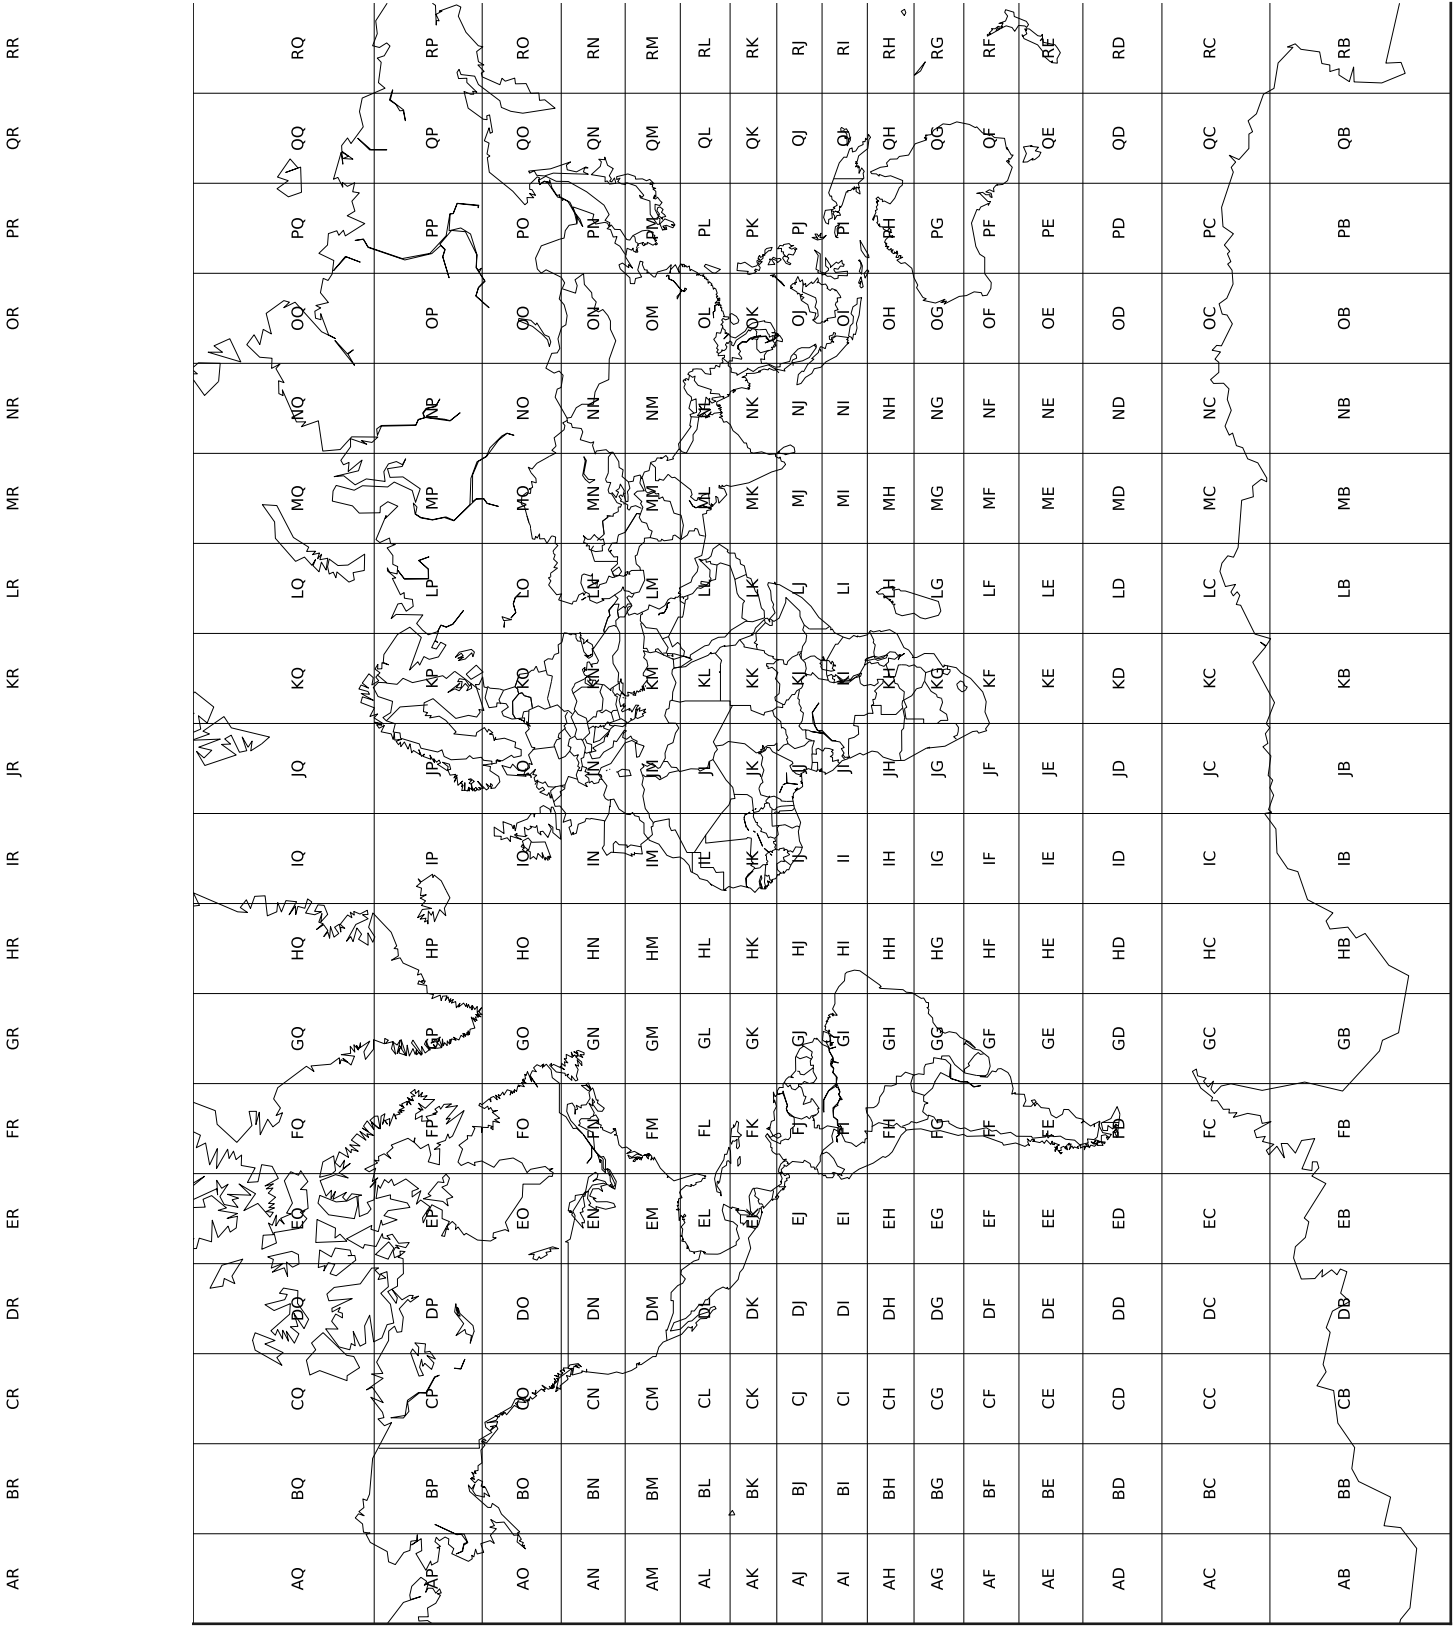 AR BR CR DR ER FR GR HR IR JR KR LR MR NR OR PR QR RR
AQ BQ CQ DQ EQ FQ GQ HQ IQ JQ KQ LQ MQ NQ OQ PQ QQ RQ
AP BP CP DP EP FP GP HP IP JP KP LP MP NP OP PP QP RP
AO BO CO DO EO FO GO HO IO JO KO LO MO NO OO PO QO RO
AN BN CN DN EN FN GN HN IN JN KN LN MN NN ON PN QN RN
AM BM CM DM EM FM GM HM IM JM KM LM MM NM OM PM QM RM
AL BL CL DL EL FL GL HL IL JL KL LL ML NL OL PL QL RL
AK BK CK DK EK FK GK HK IK JK KK LK MK NK OK PK QK RK
AJ BJ CJ DJ EJ FJ GJ HJ IJ JJ KJ LJ MJ NJ OJ PJ QJ RJ
AI BI CI DI EI FI GI HI II JI KI LI MI NI OI PI QI RI
AH BH CH DH EH FH GH HH IH JH KH LH MH NH OH PH QH RH
AG BG CG DG EG FG GG HG IG JG KG LG MG NG OG PG QG RG
AF BF CF DF EF FF GF HF IF JF KF LF MF NF OF PF QF RF
AE BE CE DE EE FE GE HE IE JE KE LE ME NE OE PE QE RE
AD BD CD DD ED FD GD HD ID JD KD LD MD ND OD PD QD RD
AC BC CC DC EC FC GC HC IC JC KC LC MC NC OC PC QC RC
AB BB CB DB EB FB GB HB IB JB KB LB MB NB OB PB QB RB